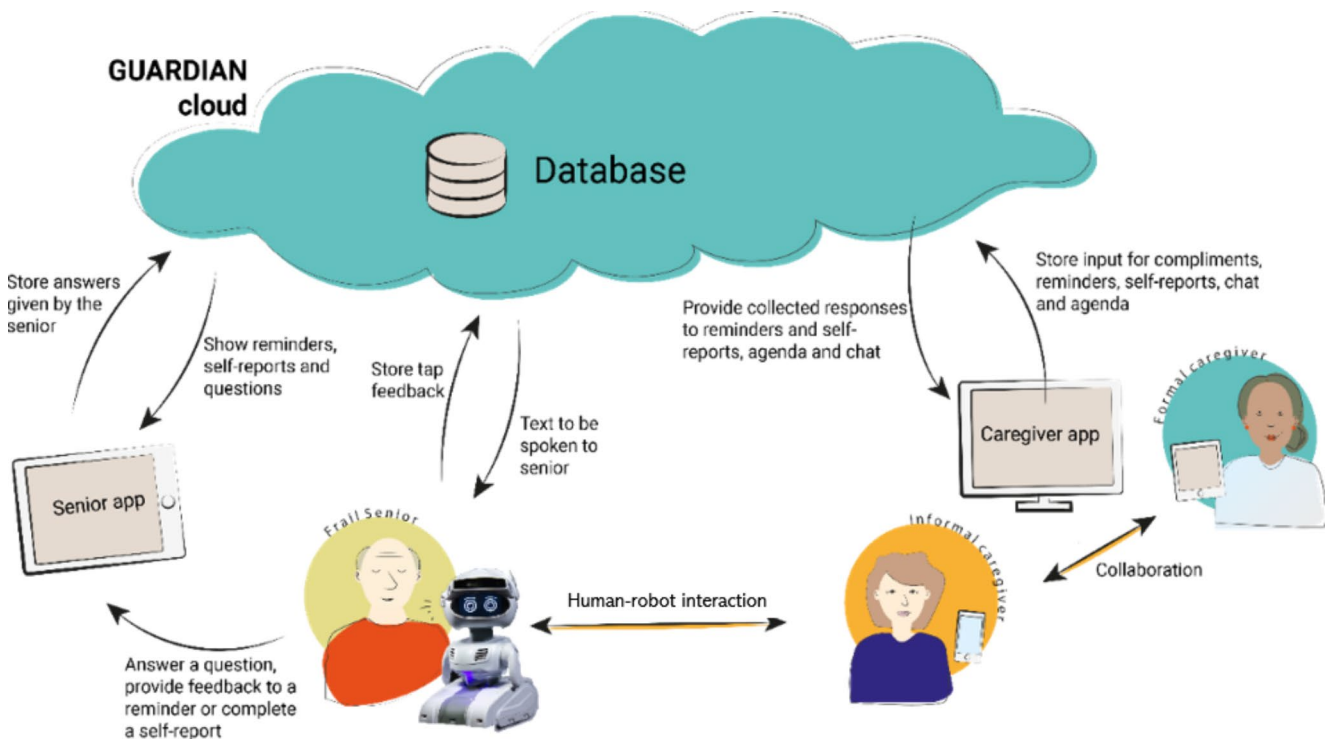 GUARDIAN
cloud
Database
Store answers
given by the
senior
Show reminders,
self-reports and
questions
Store tap
feedback
Text to be
spoken to
senior
Provide collected responses
to reminders and self-
reports, agenda and chat
Store input for compliments,
reminders, self-reports, chat
and agenda
Senior app
Frail Senior
Caregiver app
Formal caregiver
Informal caregiver
Collaboration
Human-robot interaction
Answer a question,
provide feedback to a
reminder or complete
a self-report